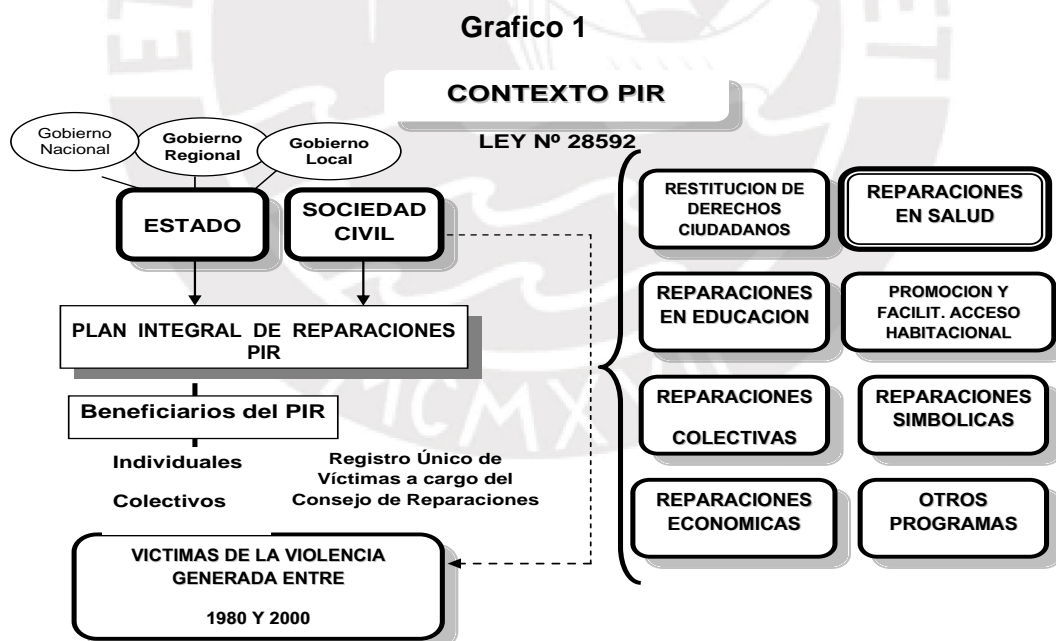 Grafico 1
CONTEXTO PIR
LEY Nº 28592
Gobierno
Nacional
Gobierno
Regional
Gobierno
Local
ESTADO
SOCIEDAD
CIVIL
PLAN INTEGRAL DE REPARACIONES
PIR
Beneficiarios del PIR
Individuales
Colectivos
Registro Único de
Víctimas a cargo del
Consejo de Reparaciones
VICTIMAS DE LA VIOLENCIA
GENERADA ENTRE
1980 Y 2000
RESTITUCION DE
DERECHOS
CIUDADANOS
REPARACIONES
EN SALUD
REPARACIONES
EN EDUCACION
PROMOCION Y
FACILIT. ACCESO
HABITACIONAL
REPARACIONES
COLECTIVAS
REPARACIONES
SIMBOLICAS
REPARACIONES
ECONOMICAS
OTROS
PROGRAMAS